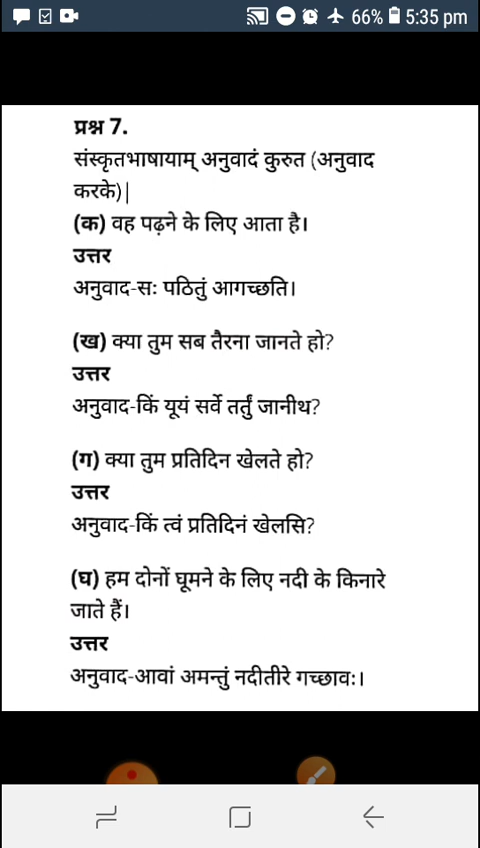 66% 5:35 pm
प्रश्न 7.
संस्कृतभाषायाम् अनुवादं कुरुत (अनुवाद
करके)|
(क) वह पढ़ने के लिए आता है।
उत्तर
अनुवाद-सः पठितुं आगच्छति।
(ख) क्या तुम सब तैरना जानते हो?
उत्तर
अनुवाद-किं यूयं सर्वे तर्तुं जानीथ?
(ग) क्या तुम प्रतिदिन खेलते हो?
उत्तर
अनुवाद-किं त्वं प्रतिदिनं खेलसि?
(घ) हम दोनों घूमने के लिए नदी के किनारे
जाते हैं।
उत्तर
अनुवाद-आवां अमन्तुं नदीतीरे गच्छावः।